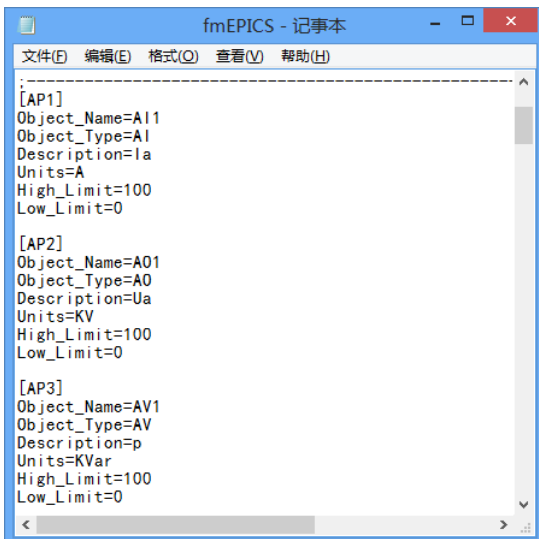 fmEPICS - 记事本
文件(F) 编辑(E) 格式(O) 查看(V) 帮助(H)
;---------------------------------------------------
[AP1]
Object_Name=AI1
Object_Type=AI
Description=Ia
Units=A
High_Limit=100
Low_Limit=0
[AP2]
Object_Name=AO1
Object_Type=AO
Description=Ua
Units=KV
High_Limit=100
Low_Limit=0
[AP3]
Object_Name=AV1
Object_Type=AV
Description=p
Units=KVar
High_Limit=100
Low_Limit=0